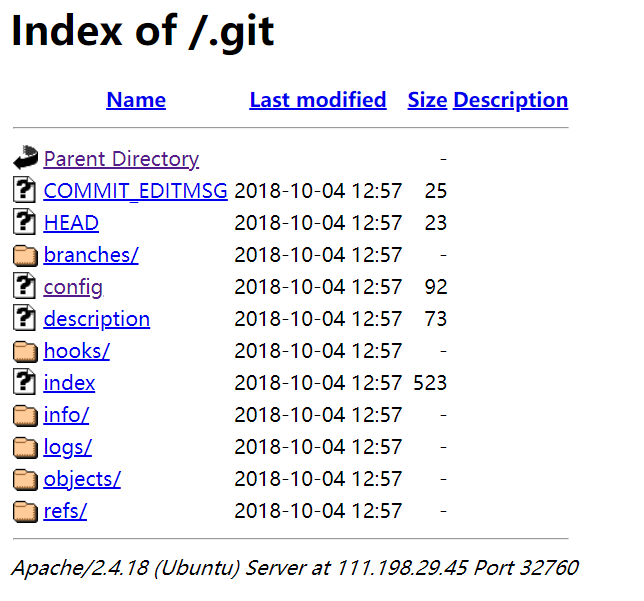 Index of /.git
Name Last modified Size Description
Parent Directory -
COMMIT_EDITMSG 2018-10-04 12:57 25
HEAD 2018-10-04 12:57 23
branches/ 2018-10-04 12:57 -
config 2018-10-04 12:57 92
description 2018-10-04 12:57 73
hooks/ 2018-10-04 12:57 -
index 2018-10-04 12:57 523
info/ 2018-10-04 12:57 -
logs/ 2018-10-04 12:57 -
objects/ 2018-10-04 12:57 -
refs/ 2018-10-04 12:57 -
Apache/2.4.18 (Ubuntu) Server at 111.198.29.45 Port 32760